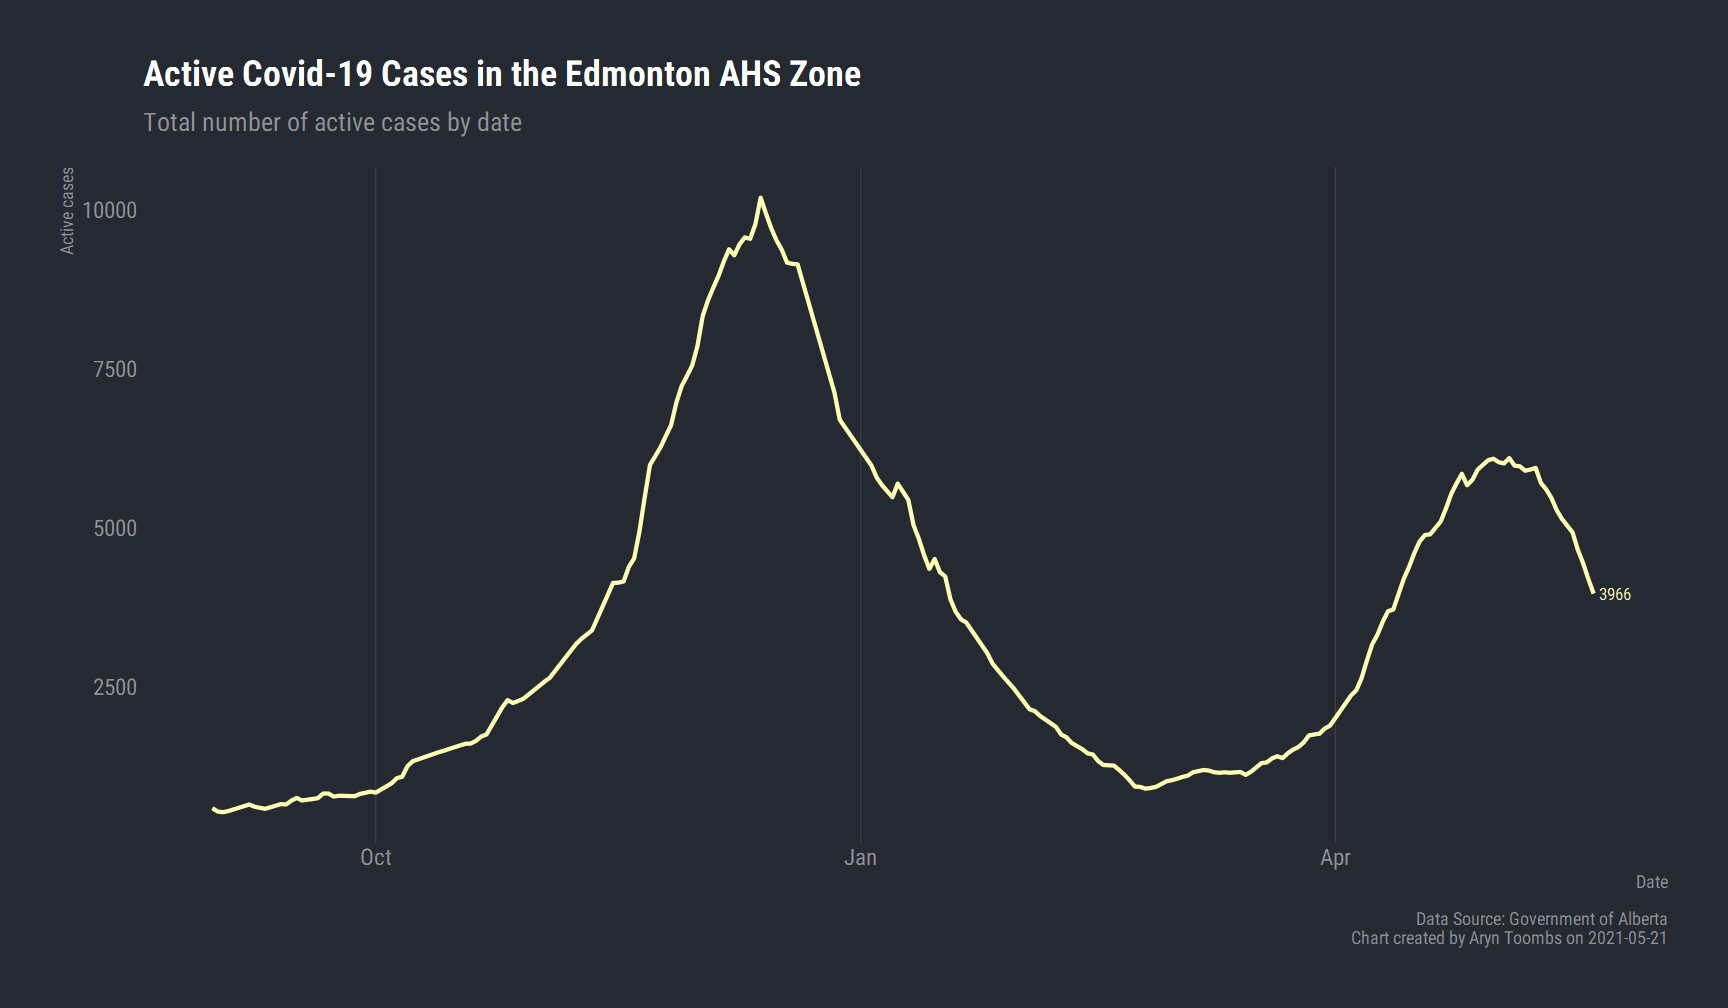 Active Covid-19 Cases in the Edmonton AHS Zone
Total number of active cases by date
Active cases
10000
7500
5000
2500
3966
Oct
Jan
Apr
Date
Data Source: Government of Alberta
Chart created by Aryn Toombs on 2021-05-21